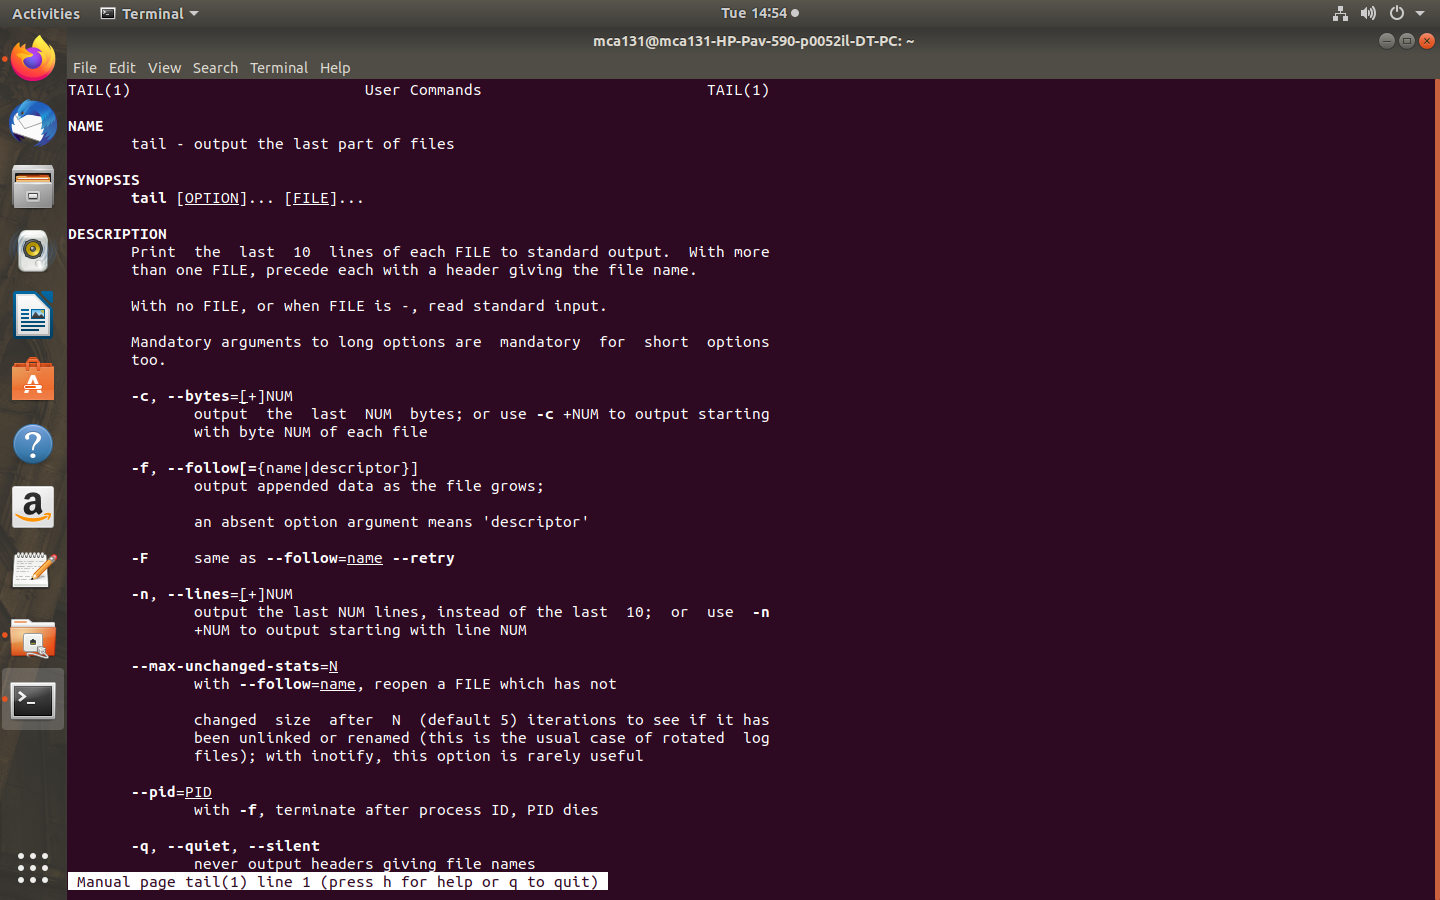 Activities Terminal Tue 14:54
mca131@mca131-HP-Pav-590-p0052il-DT-PC: ~
File Edit View Search Terminal Help
TAIL(1) User Commands TAIL(1)
NAME
tail - output the last part of files
SYNOPSIS
tail [OPTION]... [FILE]...
DESCRIPTION
Print the last 10 lines of each FILE to standard output. With more
than one FILE, precede each with a header giving the file name.
With no FILE, or when FILE is -, read standard input.
Mandatory arguments to long options are mandatory for short options
too.
-c, --bytes=[+]NUM
output the last NUM bytes; or use -c +NUM to output starting
with byte NUM of each file
-f, --follow[={name|descriptor}]
output appended data as the file grows;
an absent option argument means 'descriptor'
-F same as --follow=name --retry
-n, --lines=[+]NUM
output the last NUM lines, instead of the last 10; or use -n
+NUM to output starting with line NUM
--max-unchanged-stats=N
with --follow=name, reopen a FILE which has not
changed size after N (default 5) iterations to see if it has
been unlinked or renamed (this is the usual case of rotated log
files); with inotify, this option is rarely useful
--pid=PID
with -f, terminate after process ID, PID dies
-q, --quiet, --silent
never output headers giving file names
Manual page tail(1) line 1 (press h for help or q to quit)